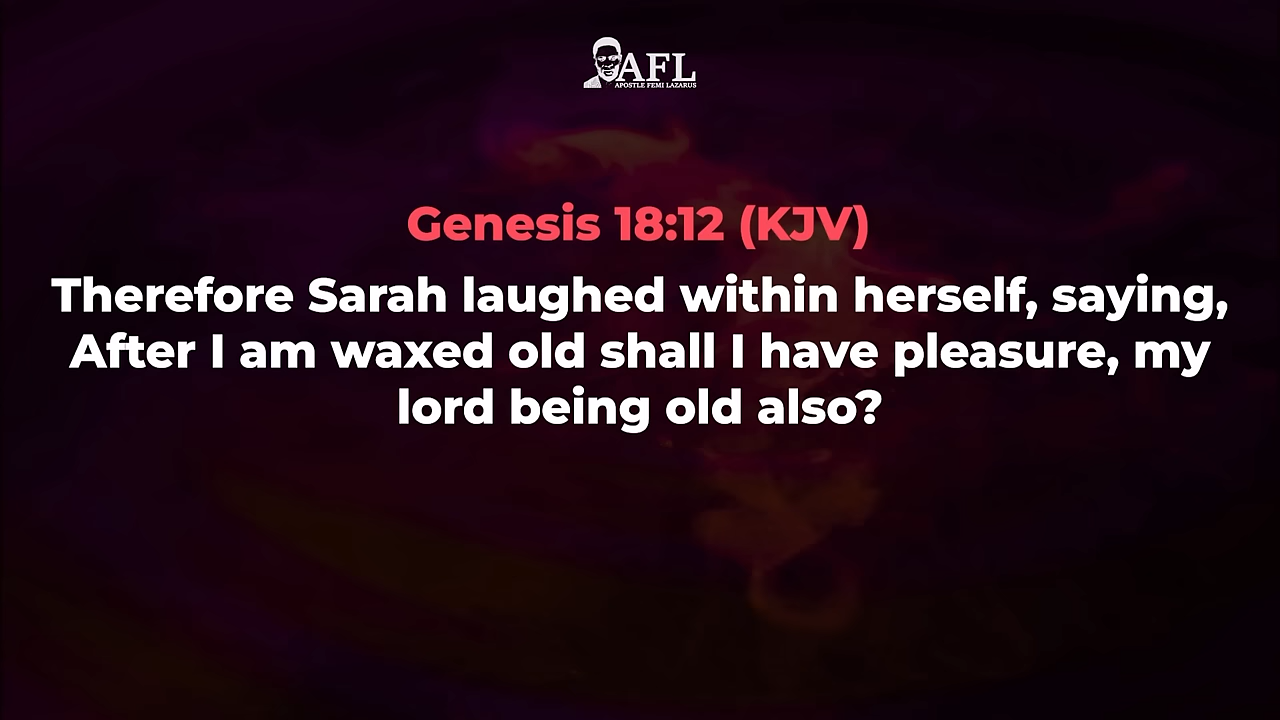 AFL
APOSTLE FEMI LAZARUS
Genesis 18:12 (KJV)
Therefore Sarah laughed within herself, saying,
After I am waxed old shall I have pleasure, my
lord being old also?